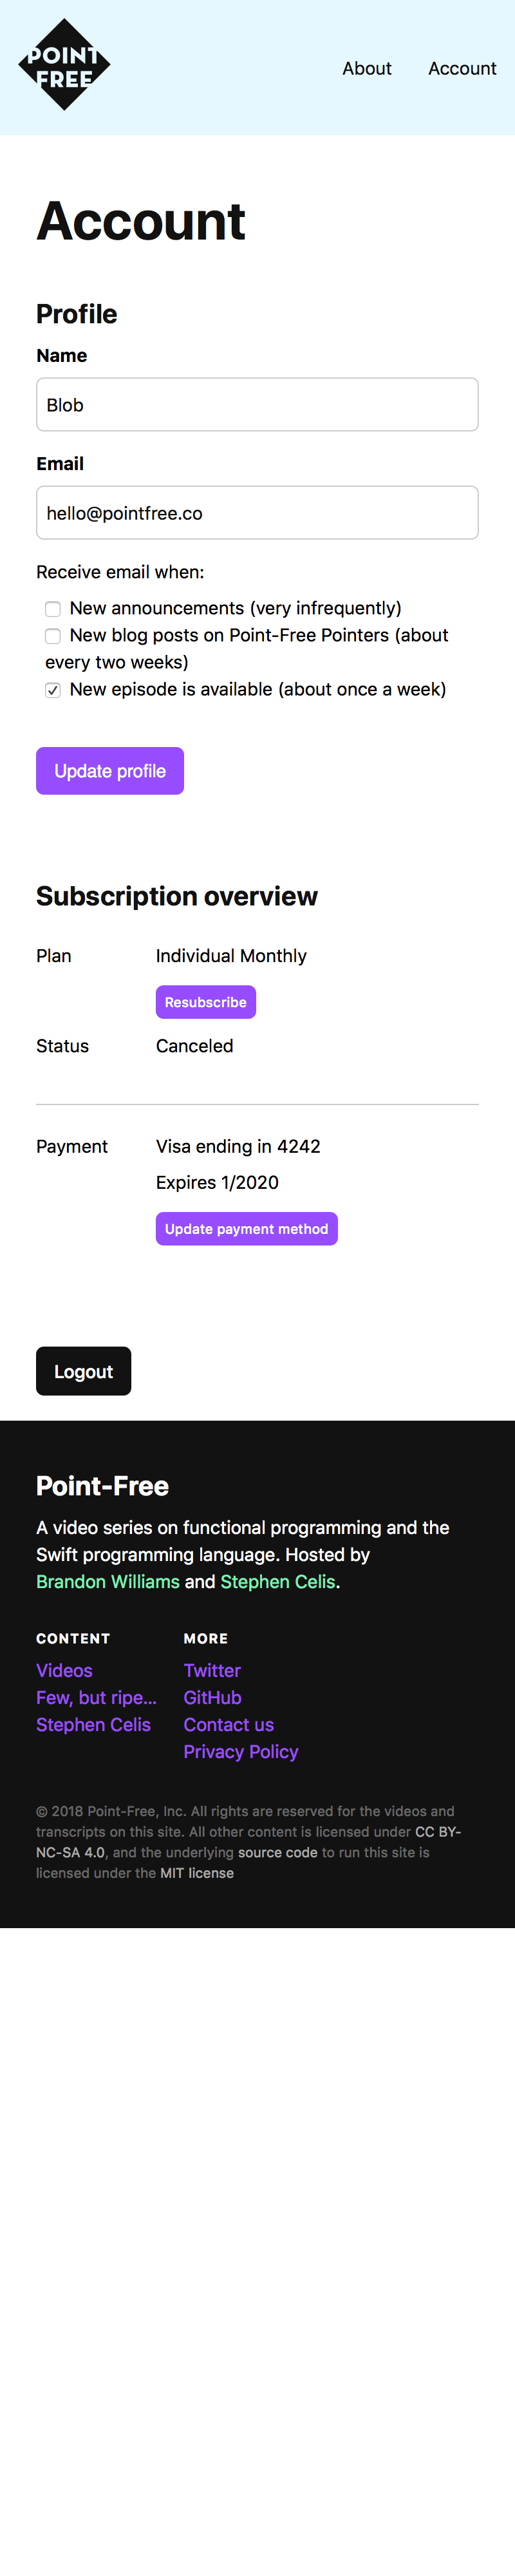 POINT
FREE
About
Account
Account
Profile
Name
Blob
Email
hello@pointfree.co
Receive email when:
New announcements (very infrequently)
New blog posts on Point-Free Pointers (about
every two weeks)
New episode is available (about once a week)
Update profile
Subscription overview
Plan
Individual Monthly
Resubscribe
Status
Canceled
Payment
Visa ending in 4242
Expires 1/2020
Update payment method
Logout
Point-Free
A video series on functional programming and the
Swift programming language. Hosted by
Brandon Williams and Stephen Celis.
CONTENT
Videos
Few, but ripe...
Stephen Celis
MORE
Twitter
GitHub
Contact us
Privacy Policy
© 2018 Point-Free, Inc. All rights are reserved for the videos and
transcripts on this site. All other content is licensed under CC BY-
NC-SA 4.0, and the underlying source code to run this site is
licensed under the MIT license